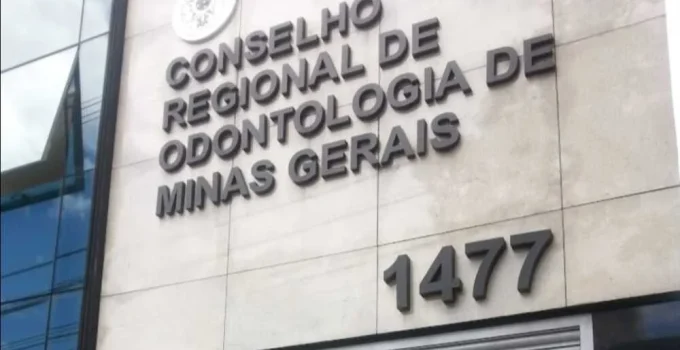 CONSELHO
REGIONAL DE
ODONTOLOGIA DE
MINAS GERAIS
1477